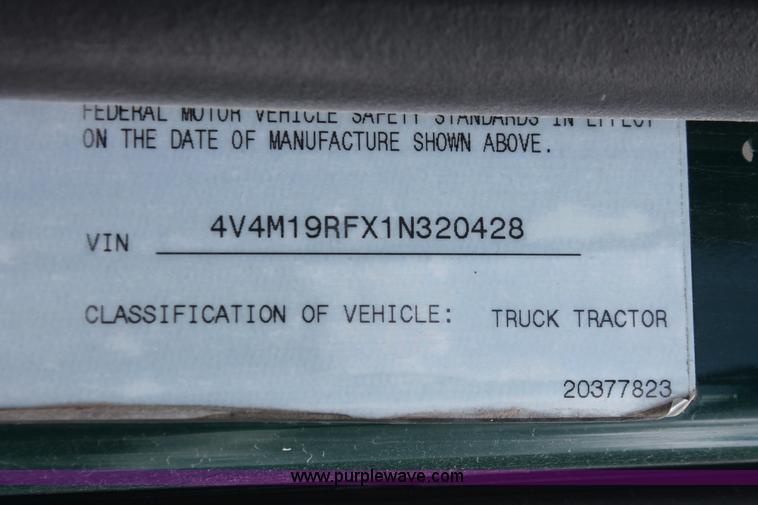 FEDERAL MOTOR VEHICLE SAFETY STANDARDS IN EFFECT
ON THE DATE OF MANUFACTURE SHOWN ABOVE.
VIN 4V4M19RFX1N320428
CLASSIFICATION OF VEHICLE: TRUCK TRACTOR
20377823
www.purplewave.com